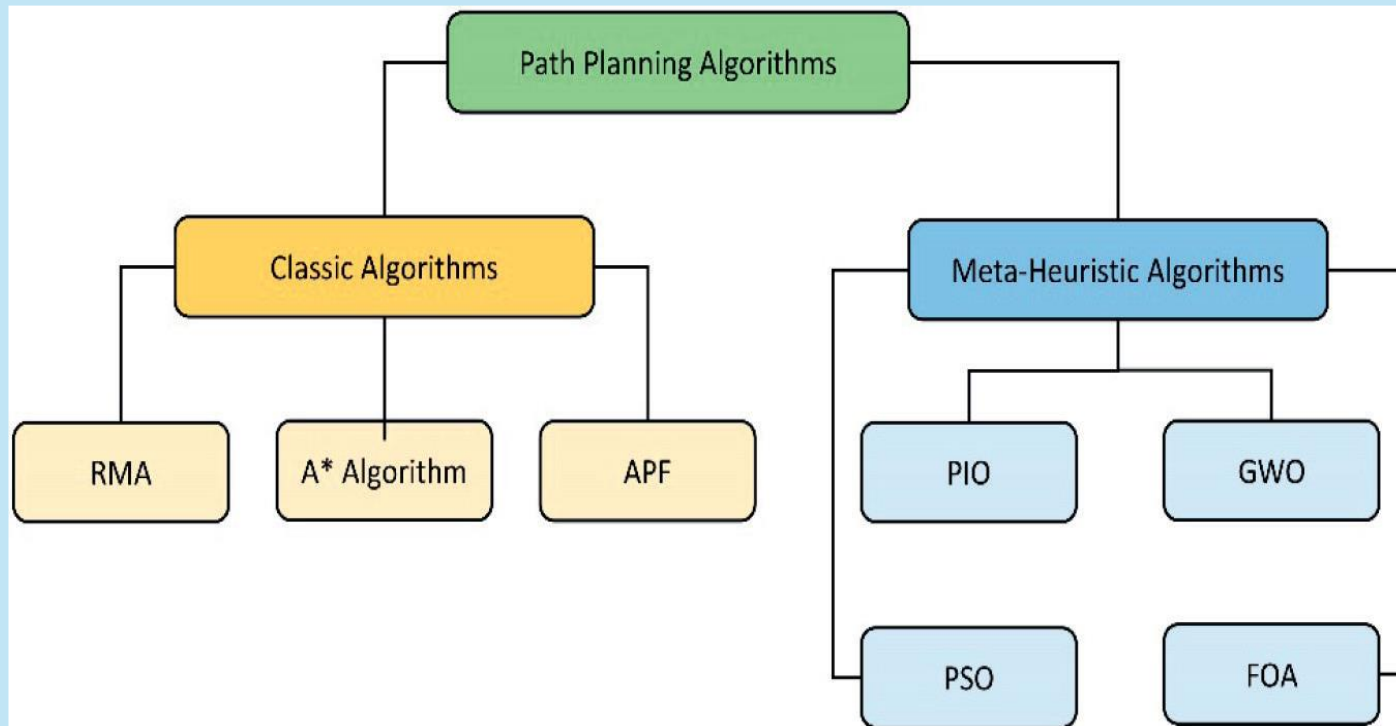 Path Planning Algorithms
Classic Algorithms
Meta-Heuristic Algorithms
RMA
A* Algorithm
APF
PIO
GWO
PSO
FOA